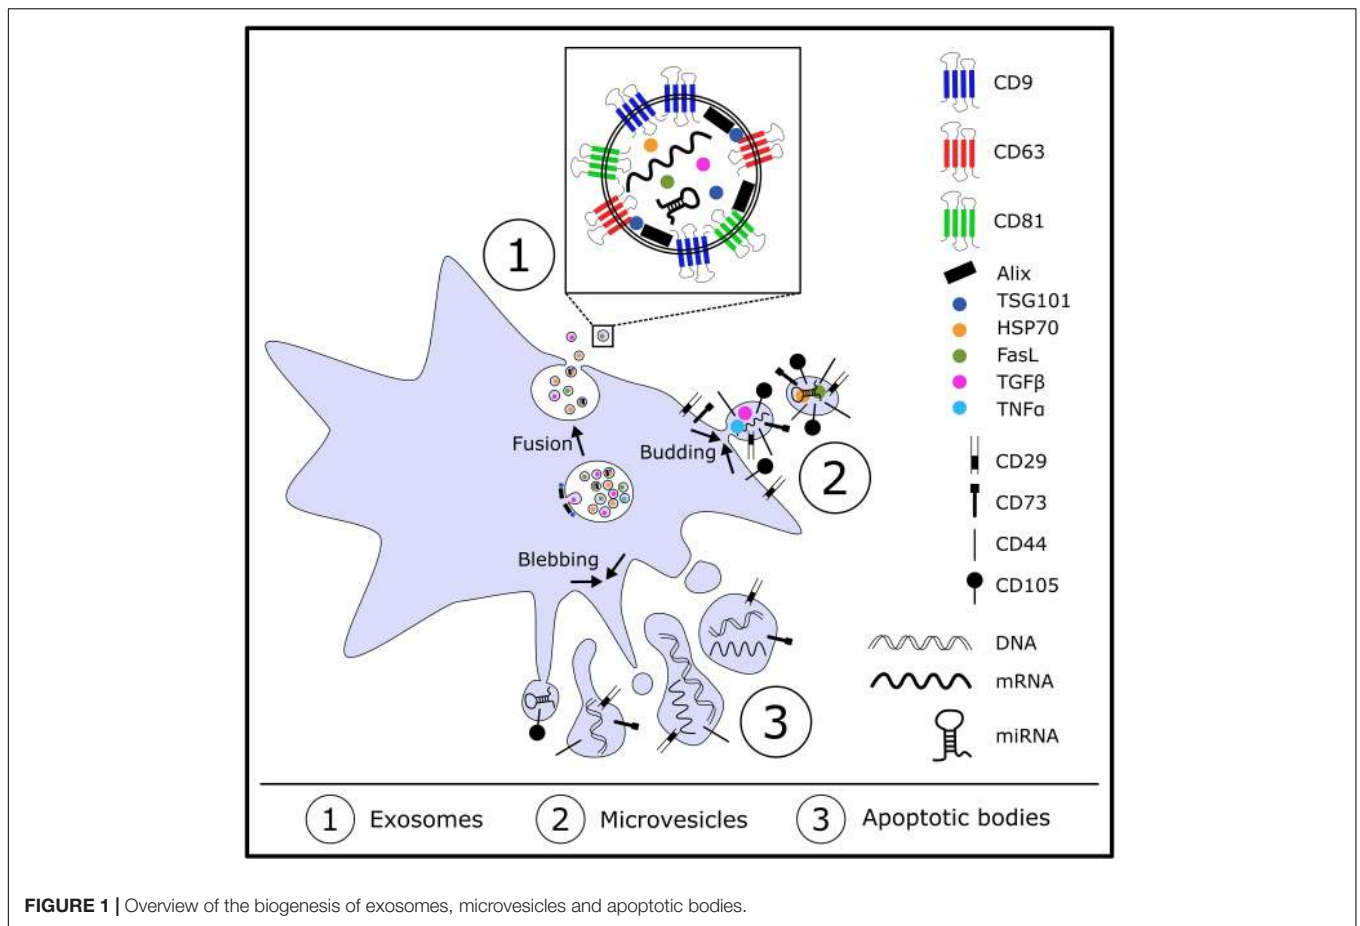 1
CD9
CD63
CD81
Alix
TSG101
HSP70
FasL
TGFβ
TNFɑ
Fusion
Budding
2
CD29
CD73
CD44
CD105
Blebbing
3
DNA
mRNA
miRNA
1 Exosomes 2 Microvesicles 3 Apoptotic bodies
FIGURE 1 | Overview of the biogenesis of exosomes, microvesicles and apoptotic bodies.